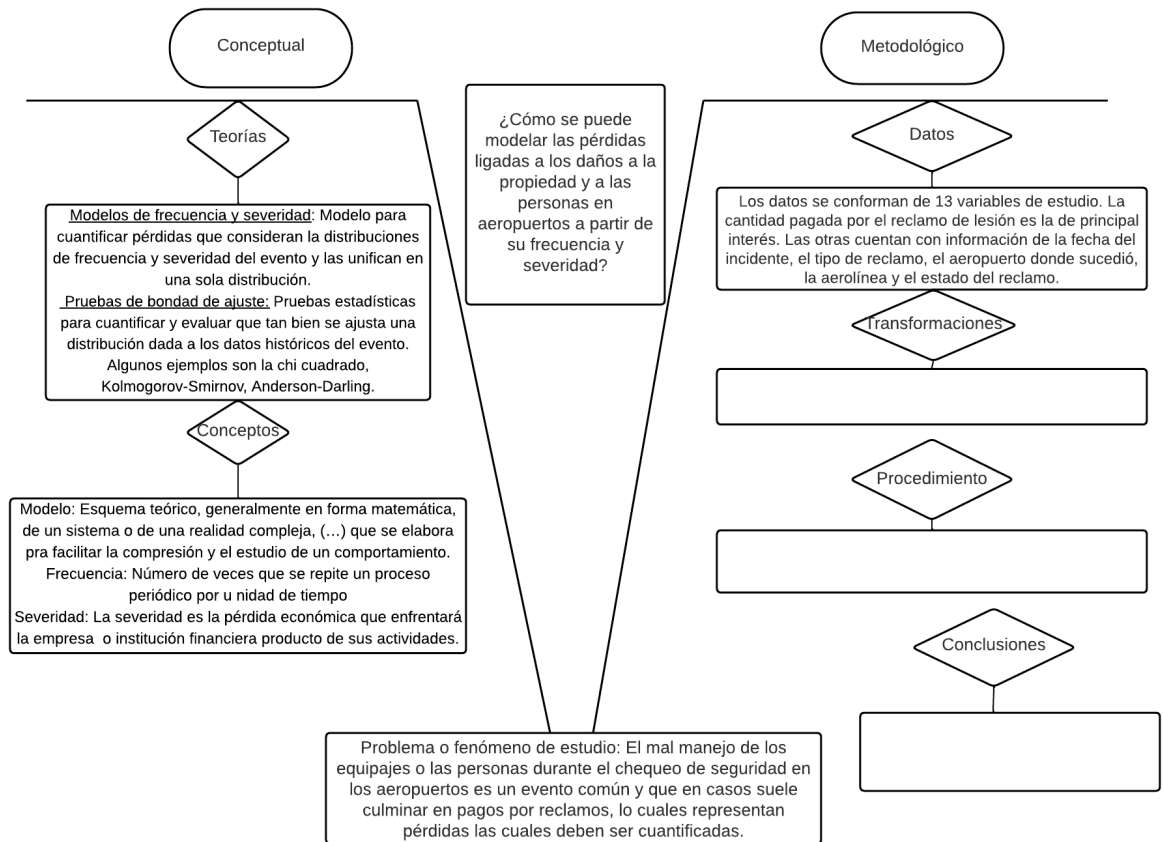 Conceptual
Teorías
Modelos de frecuencia y severidad: Modelo para
cuantificar pérdidas que consideran la distribuciones
de frecuencia y severidad del evento y las unifican en
una sola distribución.
Pruebas de bondad de ajuste: Pruebas estadísticas
para cuantificar y evaluar que tan bien se ajusta una
distribución dada a los datos históricos del evento.
Algunos ejemplos son la chi cuadrado,
Kolmogorov-Smirnov, Anderson-Darling.
Conceptos
Modelo: Esquema teórico, generalmente en forma matemática,
de un sistema o de una realidad compleja, (…) que se elabora
pra facilitar la compresión y el estudio de un comportamiento.
Frecuencia: Número de veces que se repite un proceso
periódico por u nidad de tiempo
Severidad: La severidad es la pérdida económica que enfrentará
la empresa  o institución financiera producto de sus actividades.
¿Cómo se puede
modelar las pérdidas
ligadas a los daños a la
propiedad y a las
personas en
aeropuertos a partir de
su frecuencia y
severidad?
Metodológico
Datos
Los datos se conforman de 13 variables de estudio. La
cantidad pagada por el reclamo de lesión es la de principal
interés. Las otras cuentan con información de la fecha del
incidente, el tipo de reclamo, el aeropuerto donde sucedió,
la aerolínea y el estado del reclamo.
Transformaciones
Procedimiento
Conclusiones
Problema o fenómeno de estudio: El mal manejo de los
equipajes o las personas durante el chequeo de seguridad en
los aeropuertos es un evento común y que en casos suele
culminar en pagos por reclamos, lo cuales representan
pérdidas las cuales deben ser cuantificadas.